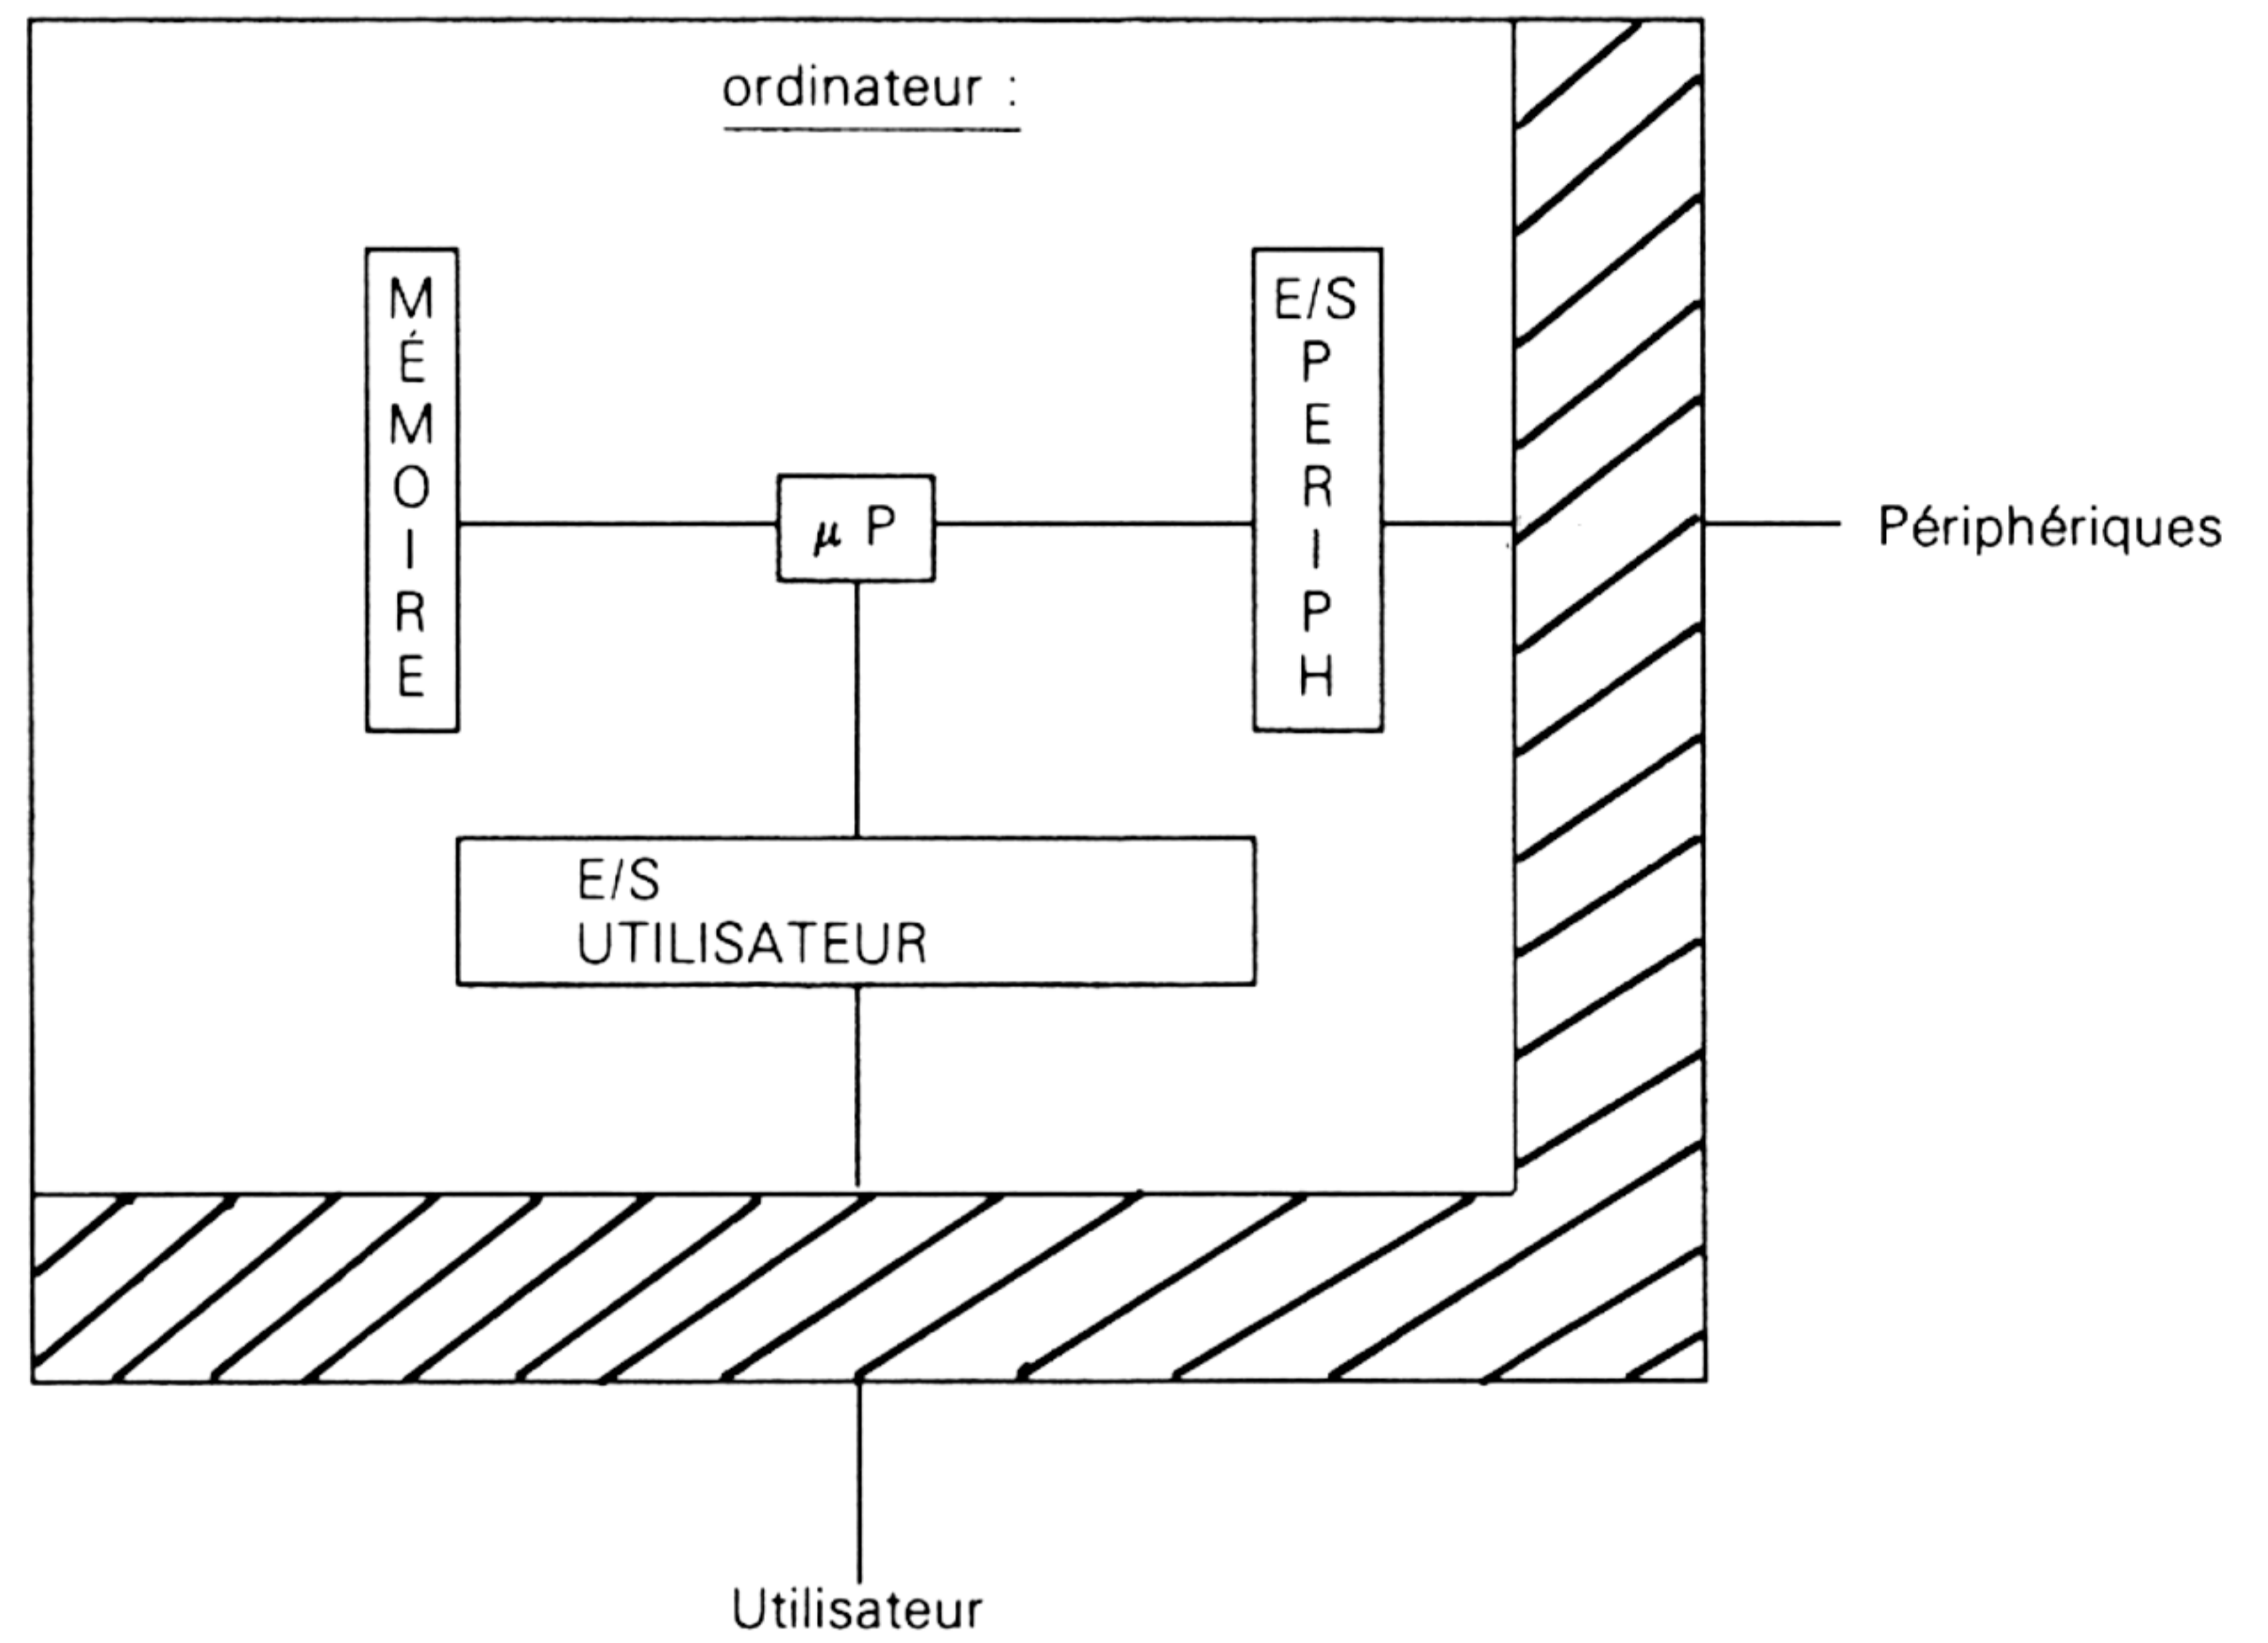 ordinateur :
MÉMOIRE
μ P
E/S
PERIPH
Périphériques
E/S
UTILISATEUR
Utilisateur